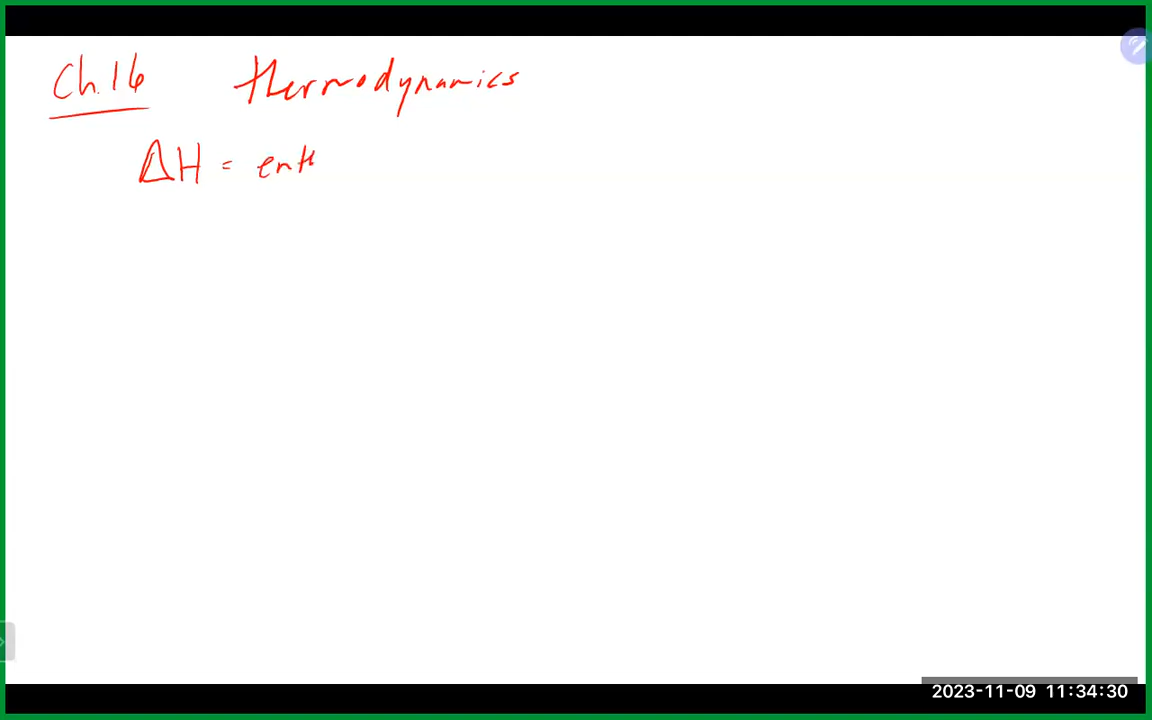 Ch.16 thermodynamics
ΔH = enth
2023-11-09 11:34:30